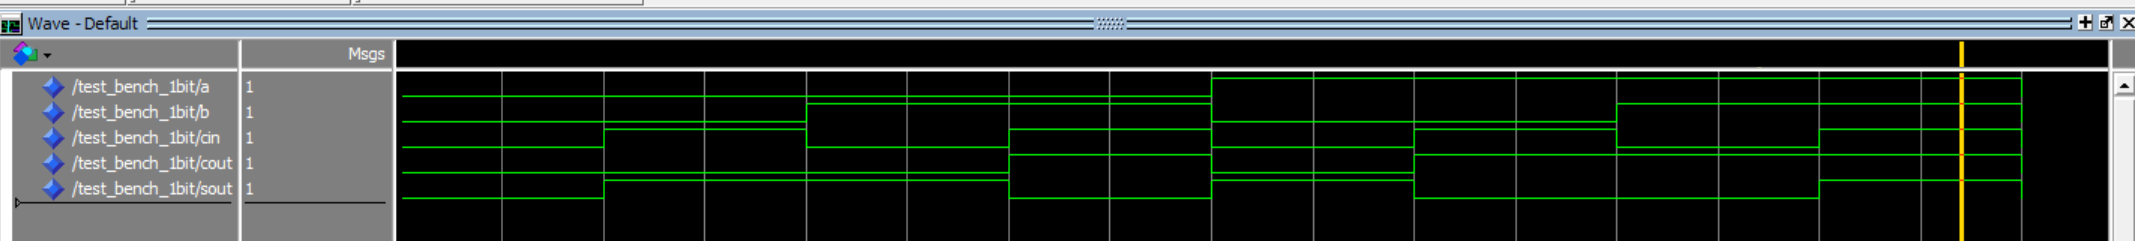 Wave - Default
Msgs
/test_bench_1bit/a 1
/test_bench_1bit/b 1
/test_bench_1bit/cin 1
/test_bench_1bit/cout 1
/test_bench_1bit/sout 1